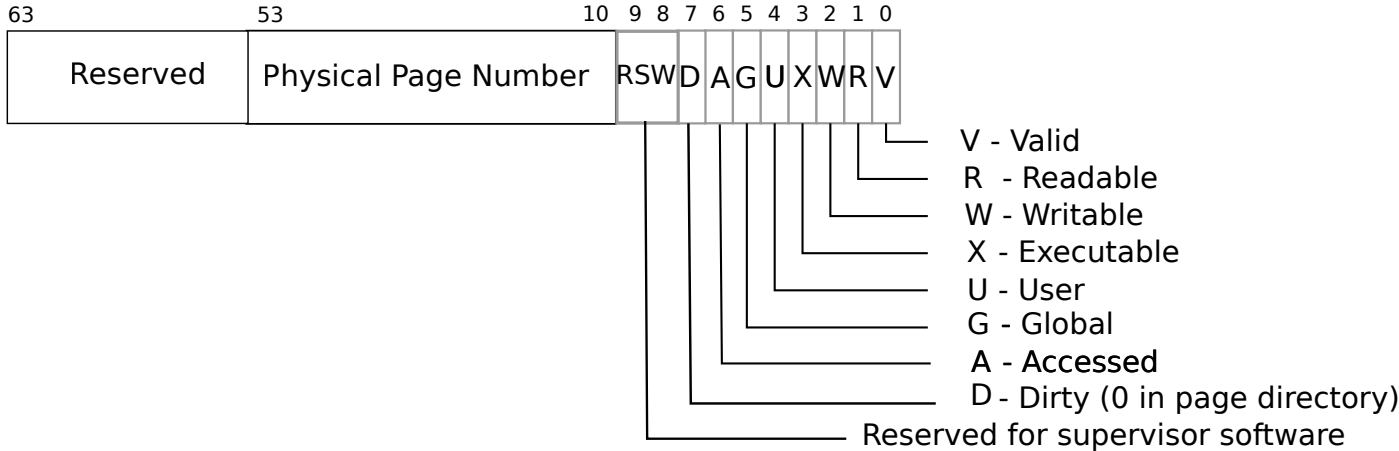 63 53 10 9 8 7 6 5 4 3 2 1 0
Reserved Physical Page Number RSW D A G U X W R V
V - Valid
R - Readable
W - Writable
X - Executable
U - User
G - Global
A - Accessed
D - Dirty (0 in page directory)
Reserved for supervisor software